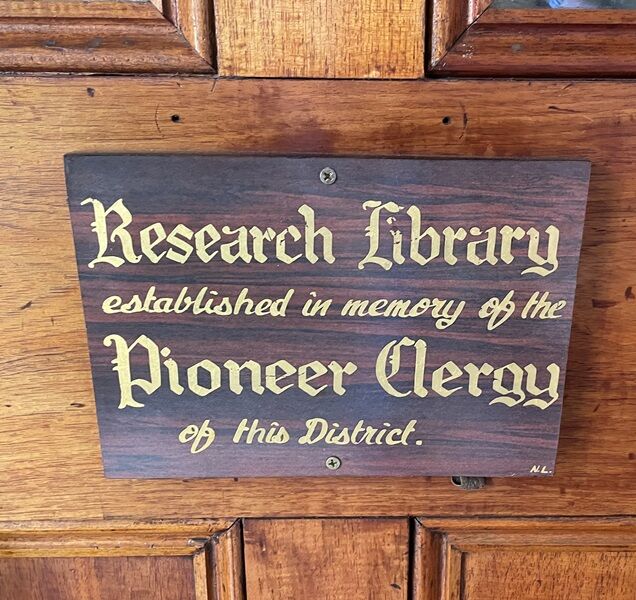 Research Library
established in memory of the
Pioneer Clergy
of this District.
N.L.